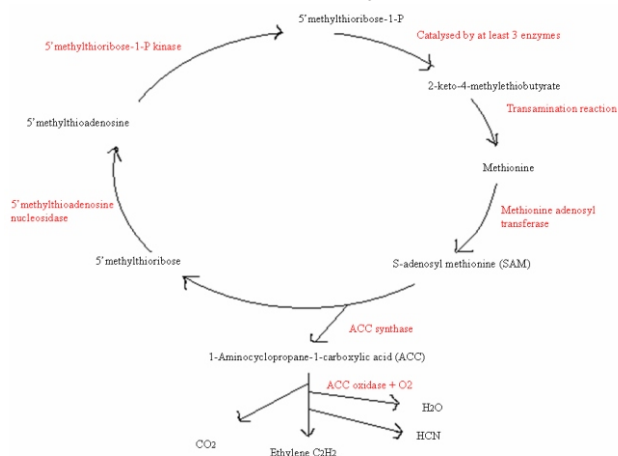 5'methylthioribose-1-P
5'methylthioribose-1-P kinase
Catalysed by at least 3 enzymes
2-keto-4-methylethiobutyrate
Transamination reaction
5'methylthioadenosine
Methionine
5'methylthioadenosine
nucleosidase
Methionine adenosyl
transferase
5'methylthioribose
S-adenosyl methionine (SAM)
ACC synthase
1-Aminocyclopropane-1-carboxylic acid (ACC)
ACC oxidase + O2
H2O
HCN
CO2
Ethylene C2H2